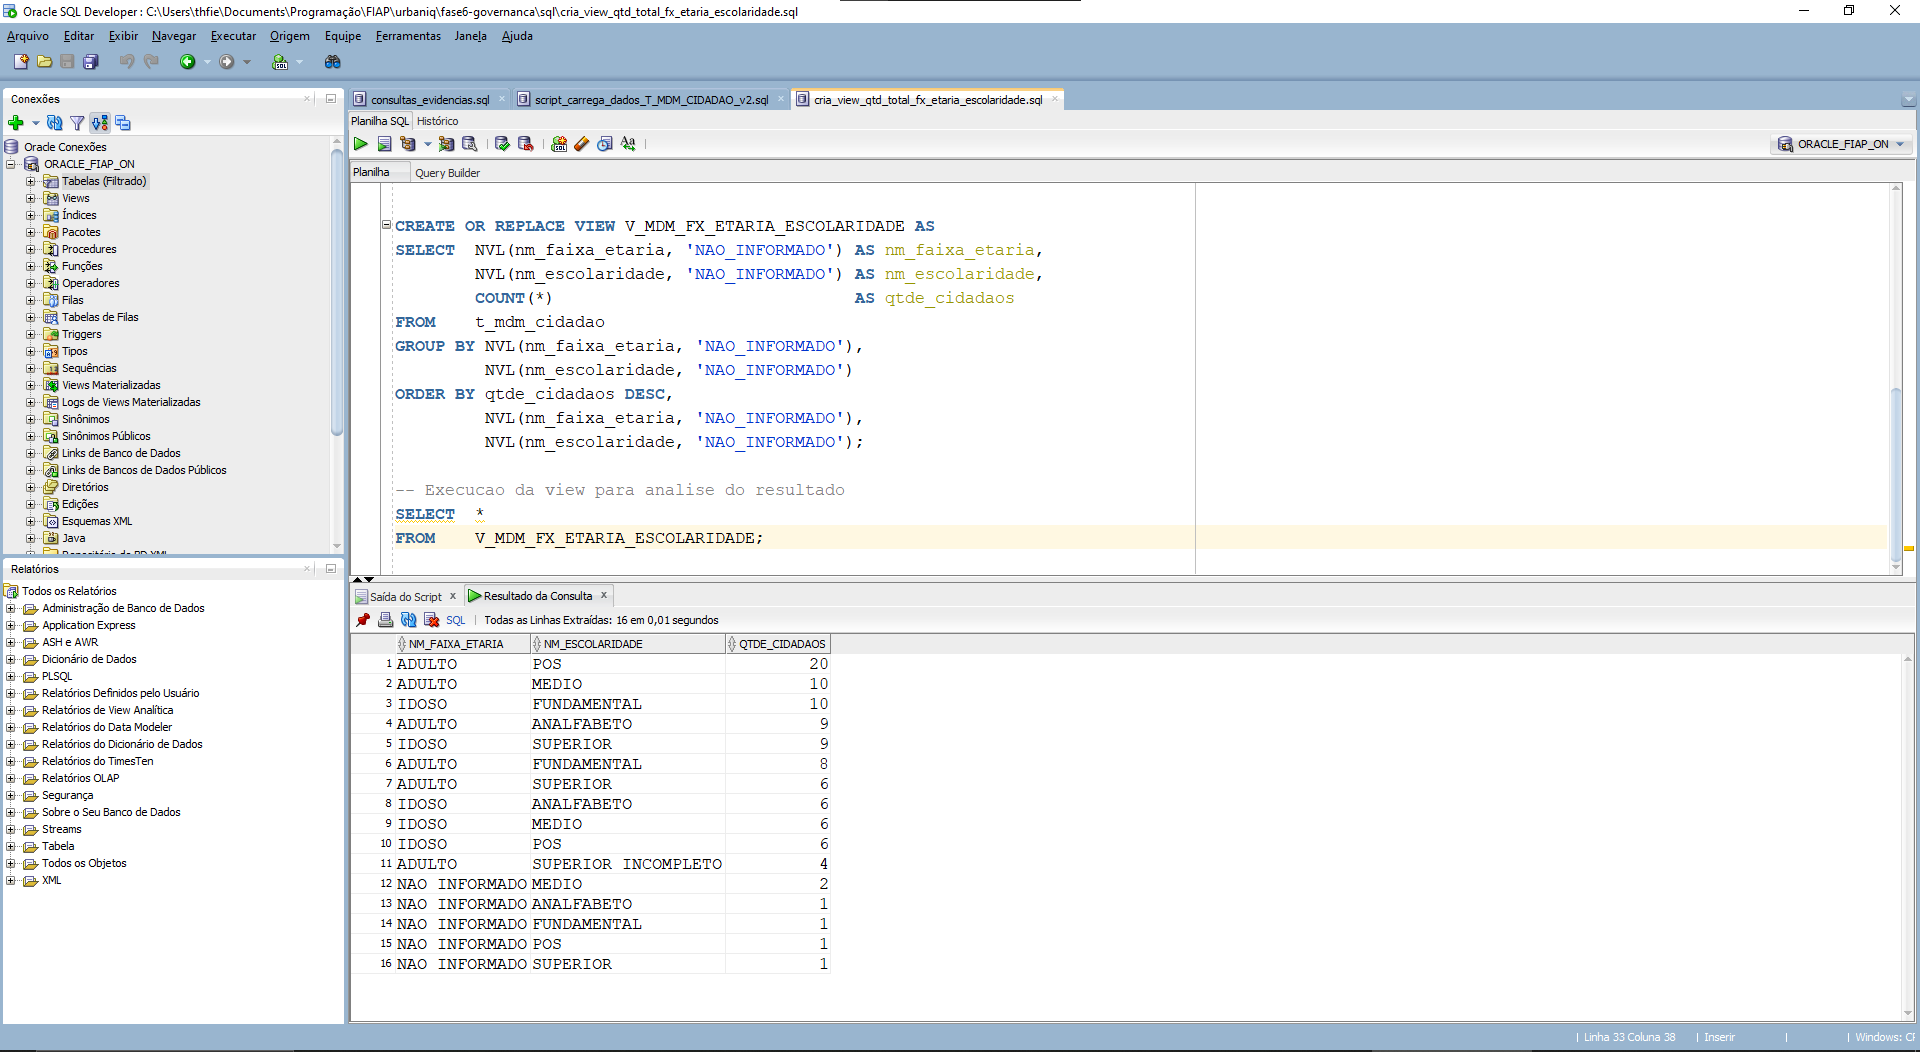 Oracle SQL Developer : C:\Users\thfie\Documents\Programação\FIAP\urbaniq\fase6-governanca\sql\cria_view_qtd_total_fx_etaria_escolaridade.sql
Arquivo Editar Exibir Navegar Executar Origem Equipe Ferramentas Janela Ajuda
Conexões
Oracle Conexões
ORACLE_FIAP_ON
Tabelas (Filtrado)
Views
Índices
Pacotes
Procedures
Funções
Operadores
Filas
Tabelas de Filas
Triggers
Tipos
Sequências
Views Materializadas
Logs de Views Materializadas
Sinônimos
Sinônimos Públicos
Links de Banco de Dados
Links de Bancos de Dados Públicos
Diretórios
Edições
Esquemas XML
Java
Relatórios
Todos os Relatórios
Administração de Banco de Dados
Application Express
ASH e AWR
Dicionário de Dados
PLSQL
Relatórios Definidos pelo Usuário
Relatórios de View Analítica
Relatórios do Data Modeler
Relatórios do Dicionário de Dados
Relatórios do TimesTen
Relatórios OLAP
Segurança
Sobre o Seu Banco de Dados
Streams
Tabela
Todos os Objetos
XML
consultas_evidencias.sql script_carrega_dados_T_MDM_CIDADAO_v2.sql cria_view_qtd_total_fx_etaria_escolaridade.sql
Planilha SQL Histórico
ORACLE_FIAP_ON
Planilha Query Builder
CREATE OR REPLACE VIEW V_MDM_FX_ETARIA_ESCOLARIDADE AS
SELECT NVL(nm_faixa_etaria, 'NAO_INFORMADO') AS nm_faixa_etaria,
NVL(nm_escolaridade, 'NAO_INFORMADO') AS nm_escolaridade,
COUNT(*) AS qtde_cidadaos
FROM t_mdm_cidadao
GROUP BY NVL(nm_faixa_etaria, 'NAO_INFORMADO'),
NVL(nm_escolaridade, 'NAO_INFORMADO')
ORDER BY qtde_cidadaos DESC,
NVL(nm_faixa_etaria, 'NAO_INFORMADO'),
NVL(nm_escolaridade, 'NAO_INFORMADO');
-- Execucao da view para analise do resultado
SELECT *
FROM V_MDM_FX_ETARIA_ESCOLARIDADE;
Saída do Script Resultado da Consulta
SQL Todas as Linhas Extraídas: 16 em 0,01 segundos
NM_FAIXA_ETARIA NM_ESCOLARIDADE QTDE_CIDADAOS
1 ADULTO POS 20
2 ADULTO MEDIO 10
3 IDOSO FUNDAMENTAL 10
4 ADULTO ANALFABETO 9
5 IDOSO SUPERIOR 9
6 ADULTO FUNDAMENTAL 8
7 ADULTO SUPERIOR 6
8 IDOSO ANALFABETO 6
9 IDOSO MEDIO 6
10 IDOSO POS 6
11 ADULTO SUPERIOR INCOMPLETO 4
12 NAO INFORMADO MEDIO 2
13 NAO INFORMADO ANALFABETO 1
14 NAO INFORMADO FUNDAMENTAL 1
15 NAO INFORMADO POS 1
16 NAO INFORMADO SUPERIOR 1
Linha 33 Coluna 38 Inserir Windows: